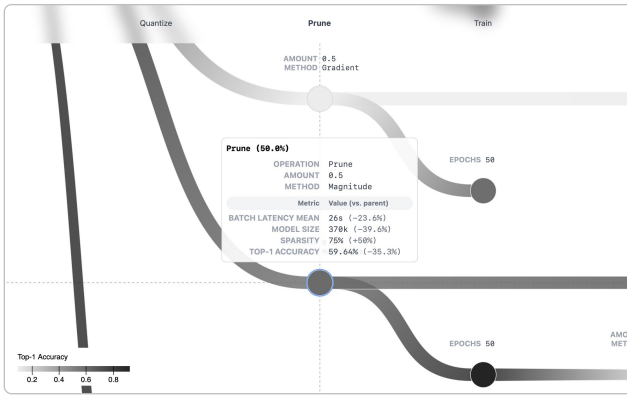 Quantize Prune Train
AMOUNT 0.5
METHOD Gradient
Prune (50.0%)
OPERATION Prune
AMOUNT 0.5
METHOD Magnitude
Metric Value (vs. parent)
BATCH LATENCY MEAN 26s (−23.6%)
MODEL SIZE 370k (−39.6%)
SPARSITY 75% (+50%)
TOP-1 ACCURACY 59.64% (−35.3%)
EPOCHS 50
EPOCHS 50
AMO
MET
Top-1 Accuracy
0.2 0.4 0.6 0.8